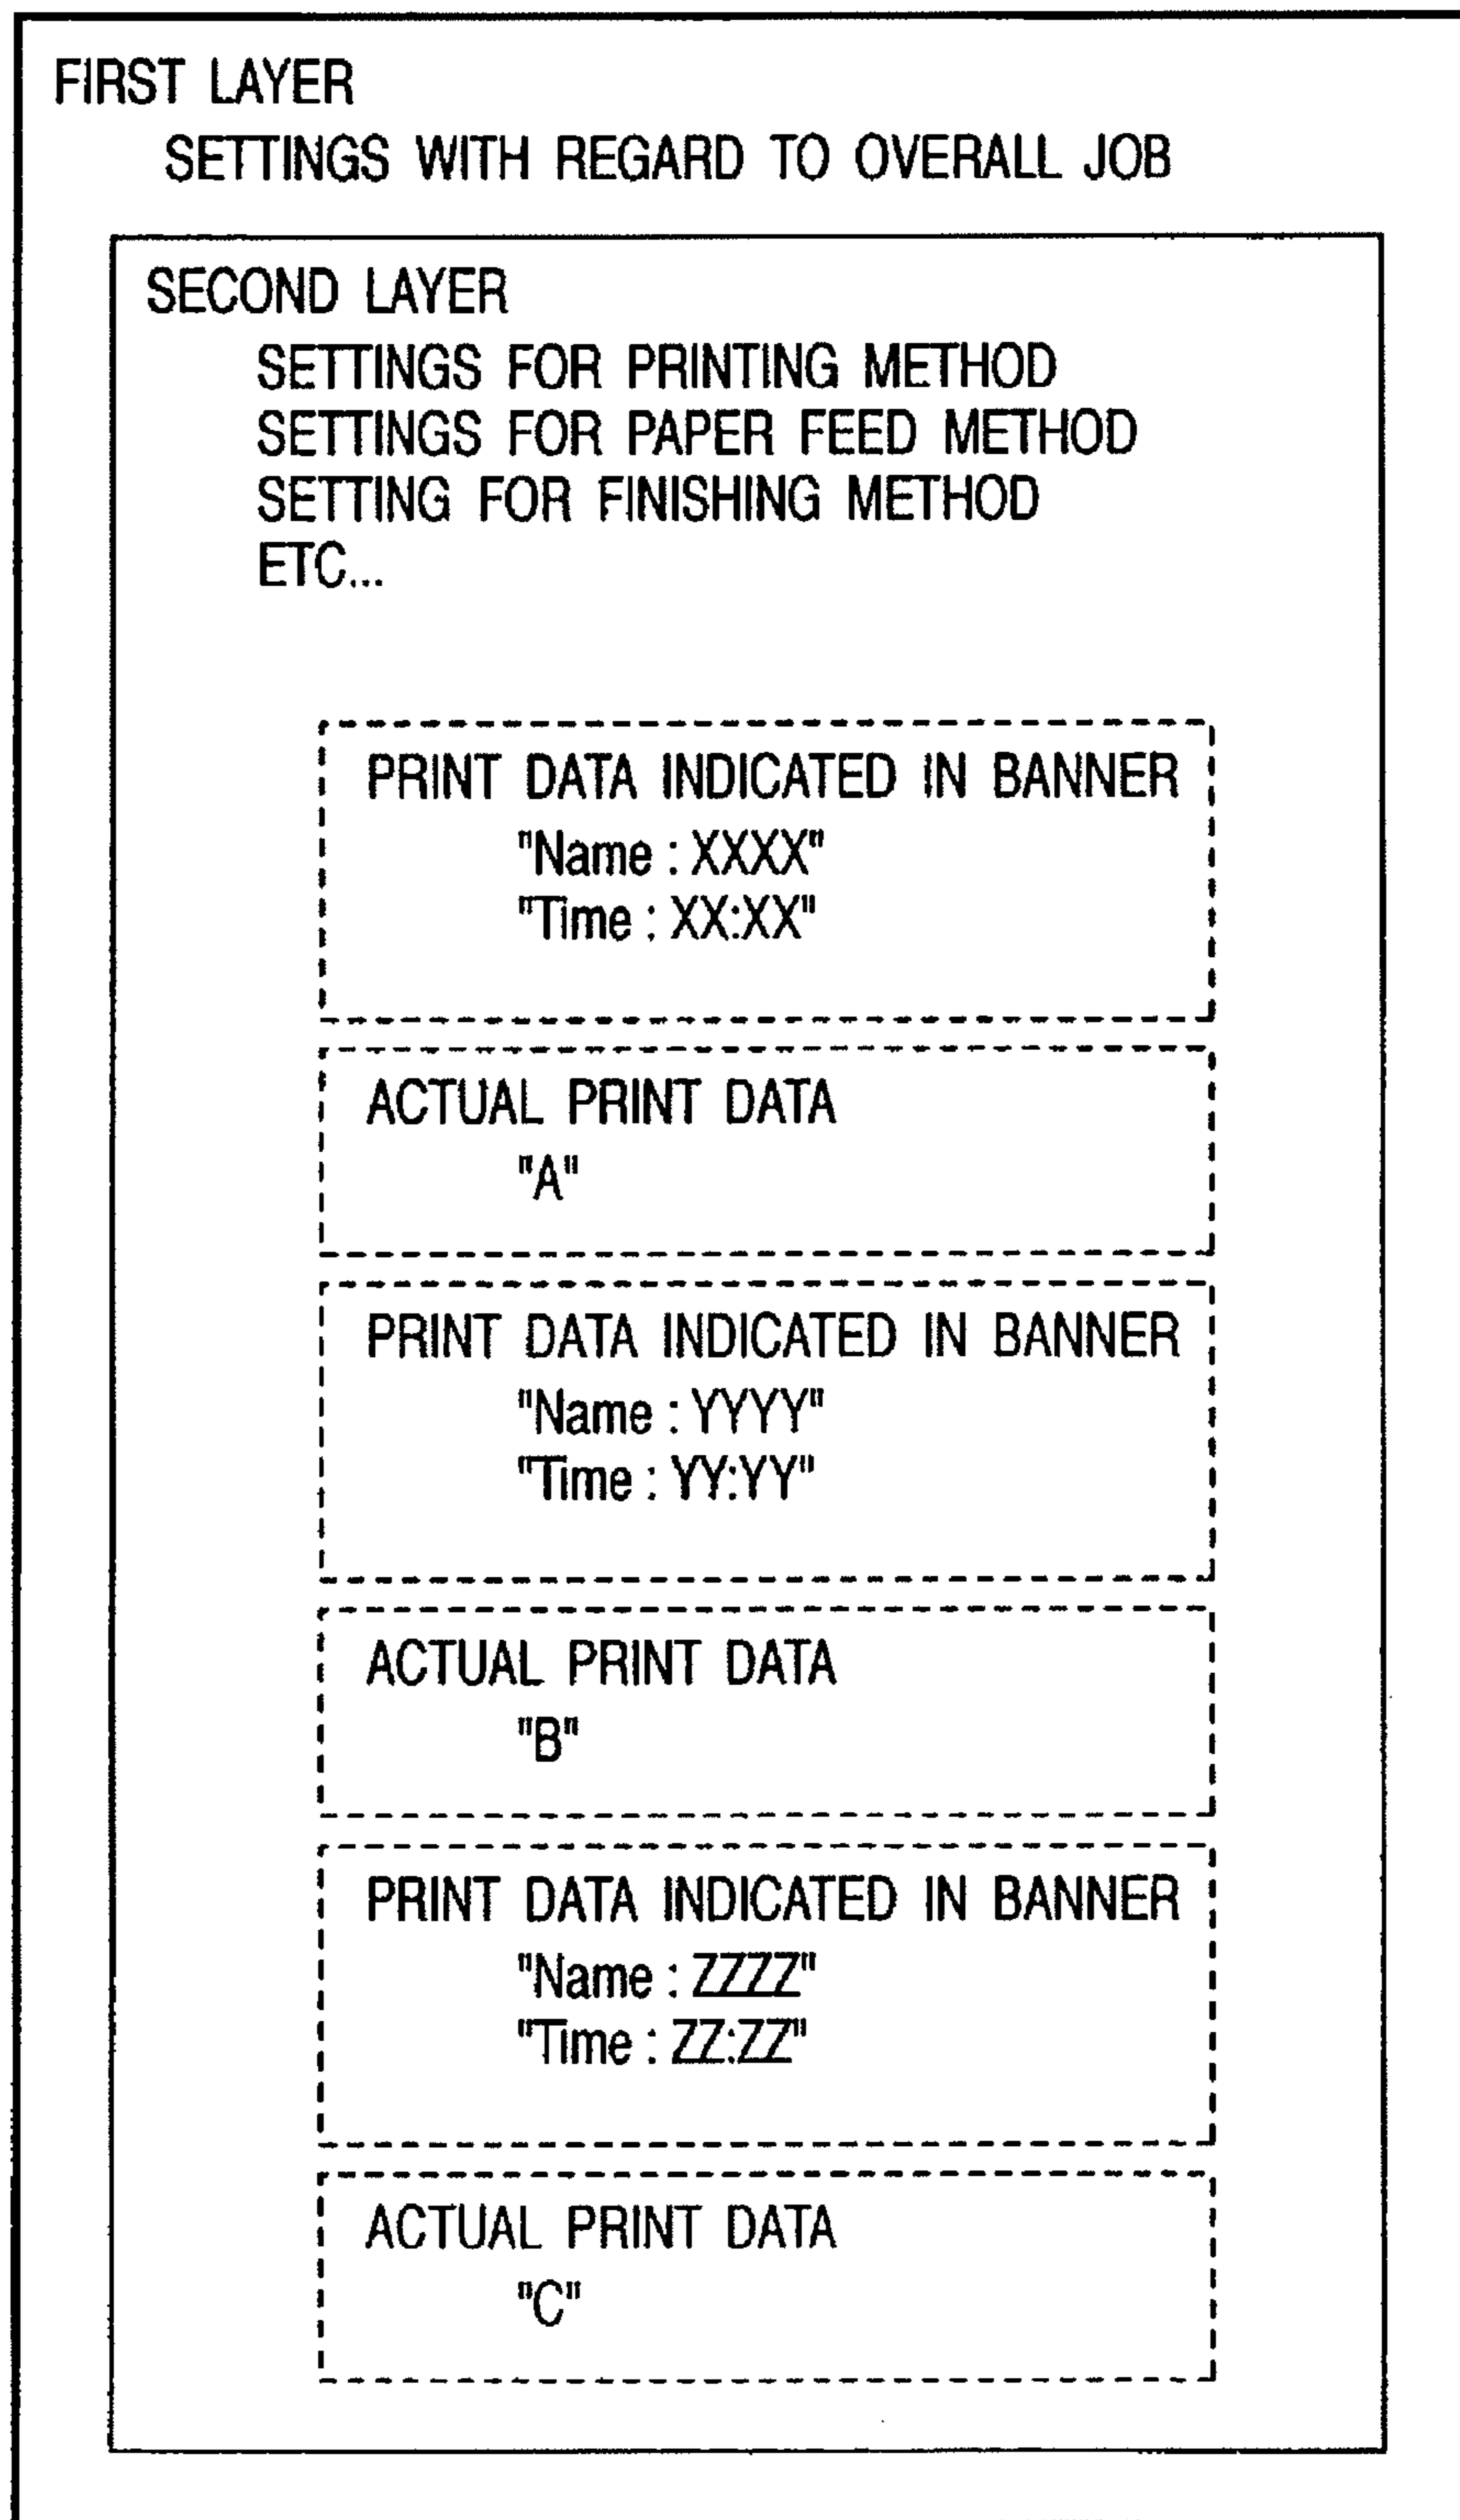 FIRST LAYER
SETTINGS WITH REGARD TO OVERALL JOB
SECOND LAYER
SETTINGS FOR PRINTING METHOD
SETTINGS FOR PAPER FEED METHOD
SETTING FOR FINISHING METHOD
ETC...
PRINT DATA INDICATED IN BANNER
"Name : XXXX"
"Time : XX:XX"
ACTUAL PRINT DATA
"A"
PRINT DATA INDICATED IN BANNER
"Name : YYYY"
"Time : YY:YY"
ACTUAL PRINT DATA
"B"
PRINT DATA INDICATED IN BANNER
"Name : ZZZZ"
"Time : ZZ:ZZ"
ACTUAL PRINT DATA
"C"